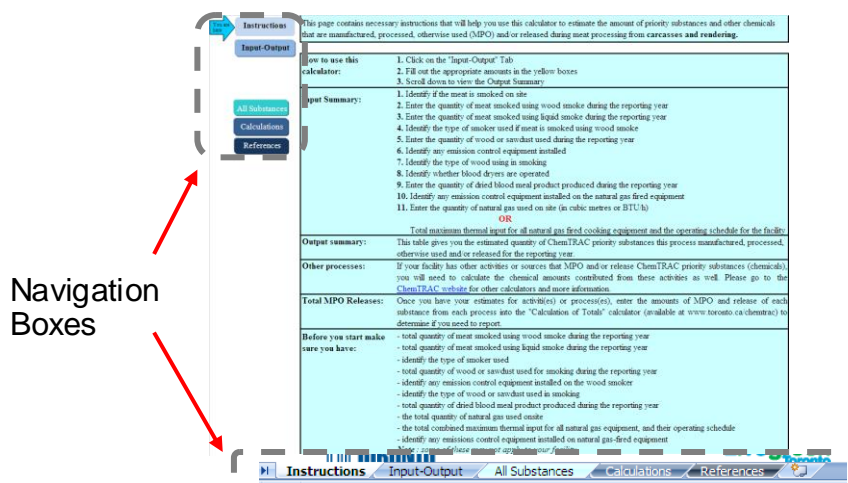 You are here
Instructions
Input-Output
All Substances
Calculations
References
This page contains necessary instructions that will help you use this calculator to estimate the amount of priority substances and other chemicals
that are manufactured, processed, otherwise used (MPO) and/or released during meat processing from carcasses and rendering.
How to use this
calculator:
1. Click on the "Input-Output" Tab
2. Fill out the appropriate amounts in the yellow boxes
3. Scroll down to view the Output Summary
Input Summary:
1. Identify if the meat is smoked on site
2. Enter the quantity of meat smoked using wood smoke during the reporting year
3. Enter the quantity of meat smoked using liquid smoke during the reporting year
4. Identify the type of smoker used if meat is smoked using wood smoke
5. Enter the quantity of wood or sawdust used during the reporting year
6. Identify any emission control equipment installed
7. Identify the type of wood using in smoking
8. Identify whether blood dryers are operated
9. Enter the quantity of dried blood meal product produced during the reporting year
10. Identify any emission control equipment installed on the natural gas fired equipment
11. Enter the quantity of natural gas used on site (in cubic metres or BTU/h)
OR
Total maximum thermal input for all natural gas fired cooking equipment and the operating schedule for the facility
Output summary:
This table gives you the estimated quantity of ChemTRAC priority substances this process manufactured, processed,
otherwise used and/or released for the reporting year.
Other processes:
If your facility has other activities or sources that MPO and/or release ChemTRAC priority substances (chemicals),
you will need to calculate the chemical amounts contributed from these activities as well. Please go to the
ChemTRAC website for other calculators and more information.
Total MPO Releases:
Once you have your estimates for activiti(es) or process(es), enter the amounts of MPO and release of each
substance from each process into the "Calculation of Totals" calculator (available at www.toronto.ca/chemtrac) to
determine if you need to report.
Before you start make
sure you have:
- total quantity of meat smoked using wood smoke during the reporting year
- total quantity of meat smoked using liquid smoke during the reporting year
- identify the type of smoker used
- total quantity of wood or sawdust used for smoking during the reporting year
- identify any emission control equipment installed on the wood smoker
- identify the type of wood or sawdust used in smoking
- total quantity of dried blood meal product produced during the reporting year
- the total quantity of natural gas used onsite
- the total combined maximum thermal input for all natural gas equipment, and their operating schedule
- identify any emissions control equipment installed on natural gas-fired equipment
Note : some of these may not apply to your facility
Toronto
Navigation
Boxes
Instructions
Input-Output
All Substances
Calculations
References